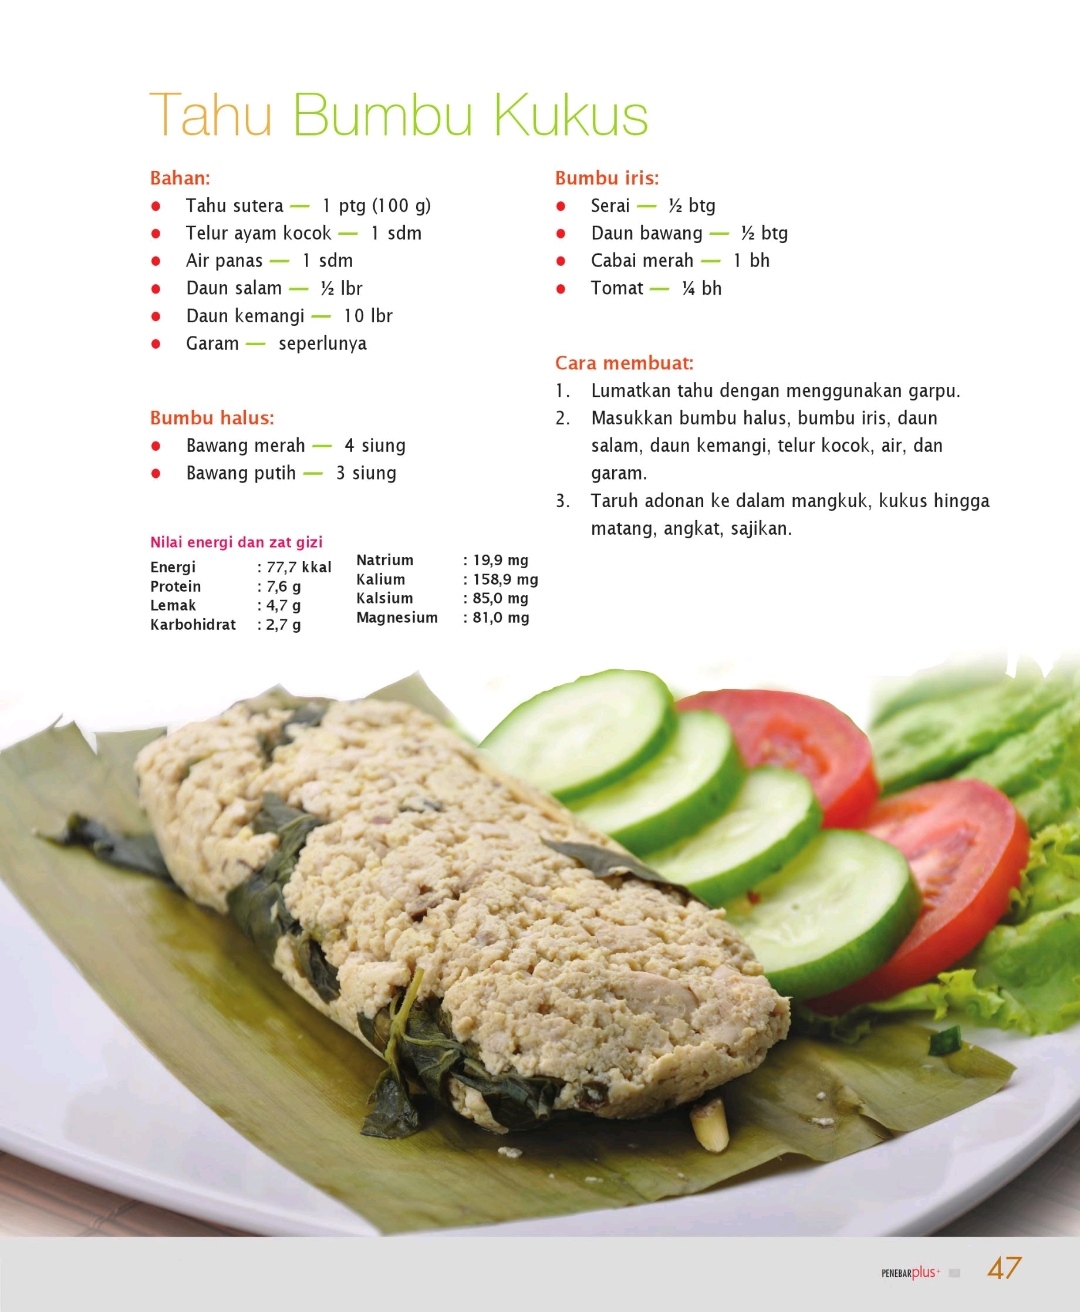 Tahu Bumbu Kukus
Bahan:
• Tahu sutera — 1 ptg (100 g)
• Telur ayam kocok — 1 sdm
• Air panas — 1 sdm
• Daun salam — ½ lbr
• Daun kemangi — 10 lbr
• Garam — seperlunya
Bumbu halus:
• Bawang merah — 4 siung
• Bawang putih — 3 siung
Nilai energi dan zat gizi
Energi : 77,7 kkal
Protein : 7,6 g
Lemak : 4,7 g
Karbohidrat : 2,7 g
Natrium : 19,9 mg
Kalium : 158,9 mg
Kalsium : 85,0 mg
Magnesium : 81,0 mg
Bumbu iris:
• Serai — ½ btg
• Daun bawang — ½ btg
• Cabai merah — 1 bh
• Tomat — ¼ bh
Cara membuat:
1. Lumatkan tahu dengan menggunakan garpu.
2. Masukkan bumbu halus, bumbu iris, daun
salam, daun kemangi, telur kocok, air, dan
garam.
3. Taruh adonan ke dalam mangkuk, kukus hingga
matang, angkat, sajikan.
PENEBAR plus+
47